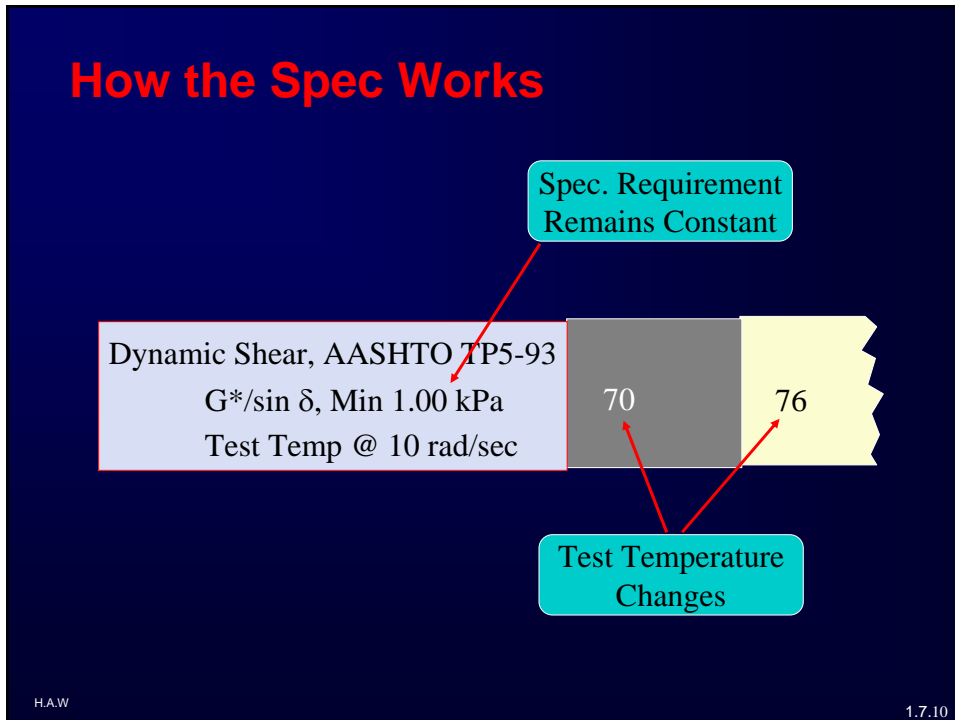 How the Spec Works
Spec. Requirement
Remains Constant
Dynamic Shear, AASHTO TP5-93
G*/sin δ, Min 1.00 kPa
70
76
Test Temp @ 10 rad/sec
Test Temperature
Changes
H.A.W
1.7.10